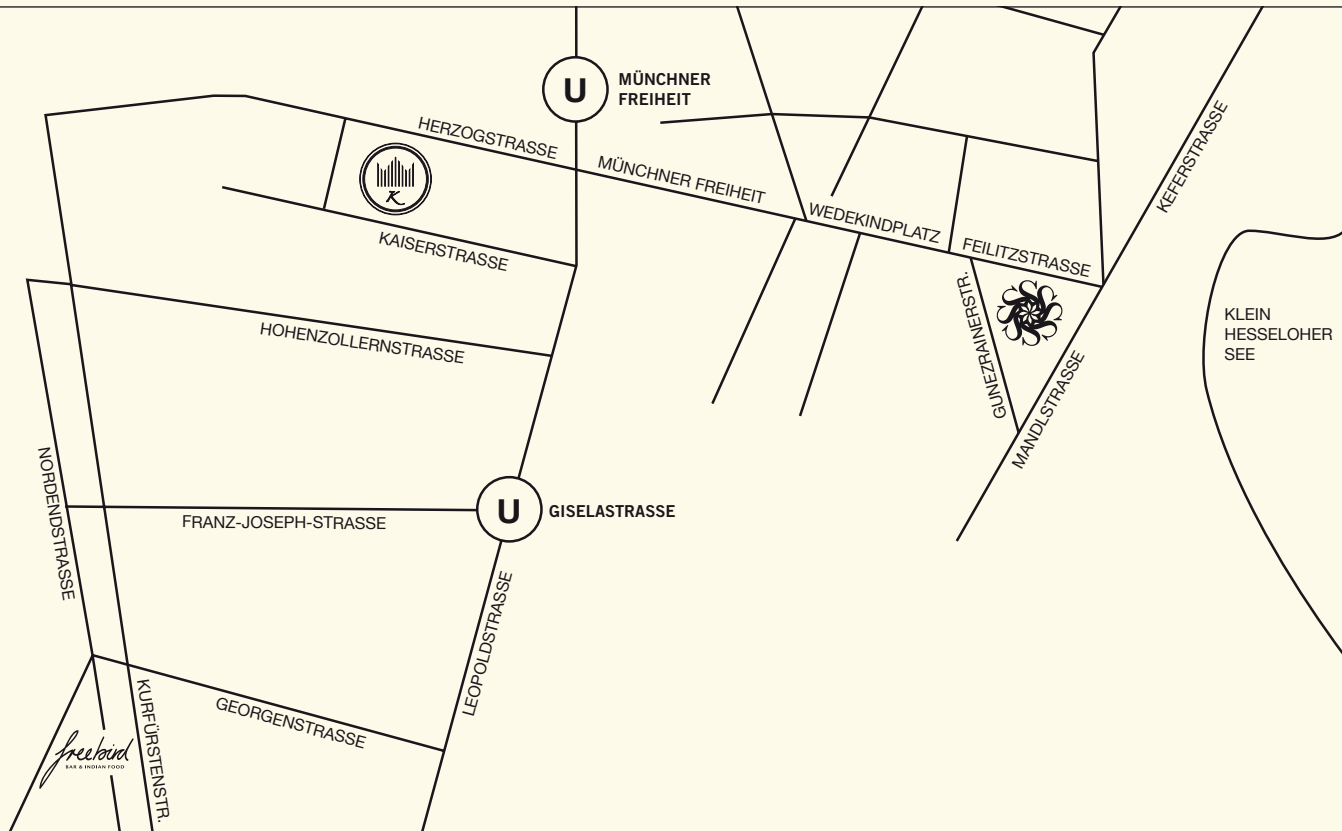 U
MÜNCHNER
FREIHEIT
HERZOGSTRASSE
MÜNCHNER FREIHEIT
K
KAISERSTRASSE
WEDEKINDPLATZ
FEILITZSTRASSE
KEFERSTRASSE
GUNEZRAINERSTR.
MANDLSTRASSE
KLEIN
HESSELOHER
SEE
HOHENZOLLERNSTRASSE
NORDENDSTRASSE
FRANZ-JOSEPH-STRASSE
U
GISELASTRASSE
LEOPOLDSTRASSE
GEORGENSTRASSE
KURFÜRSTENSTR.
freebird
BAR & INDIAN FOOD